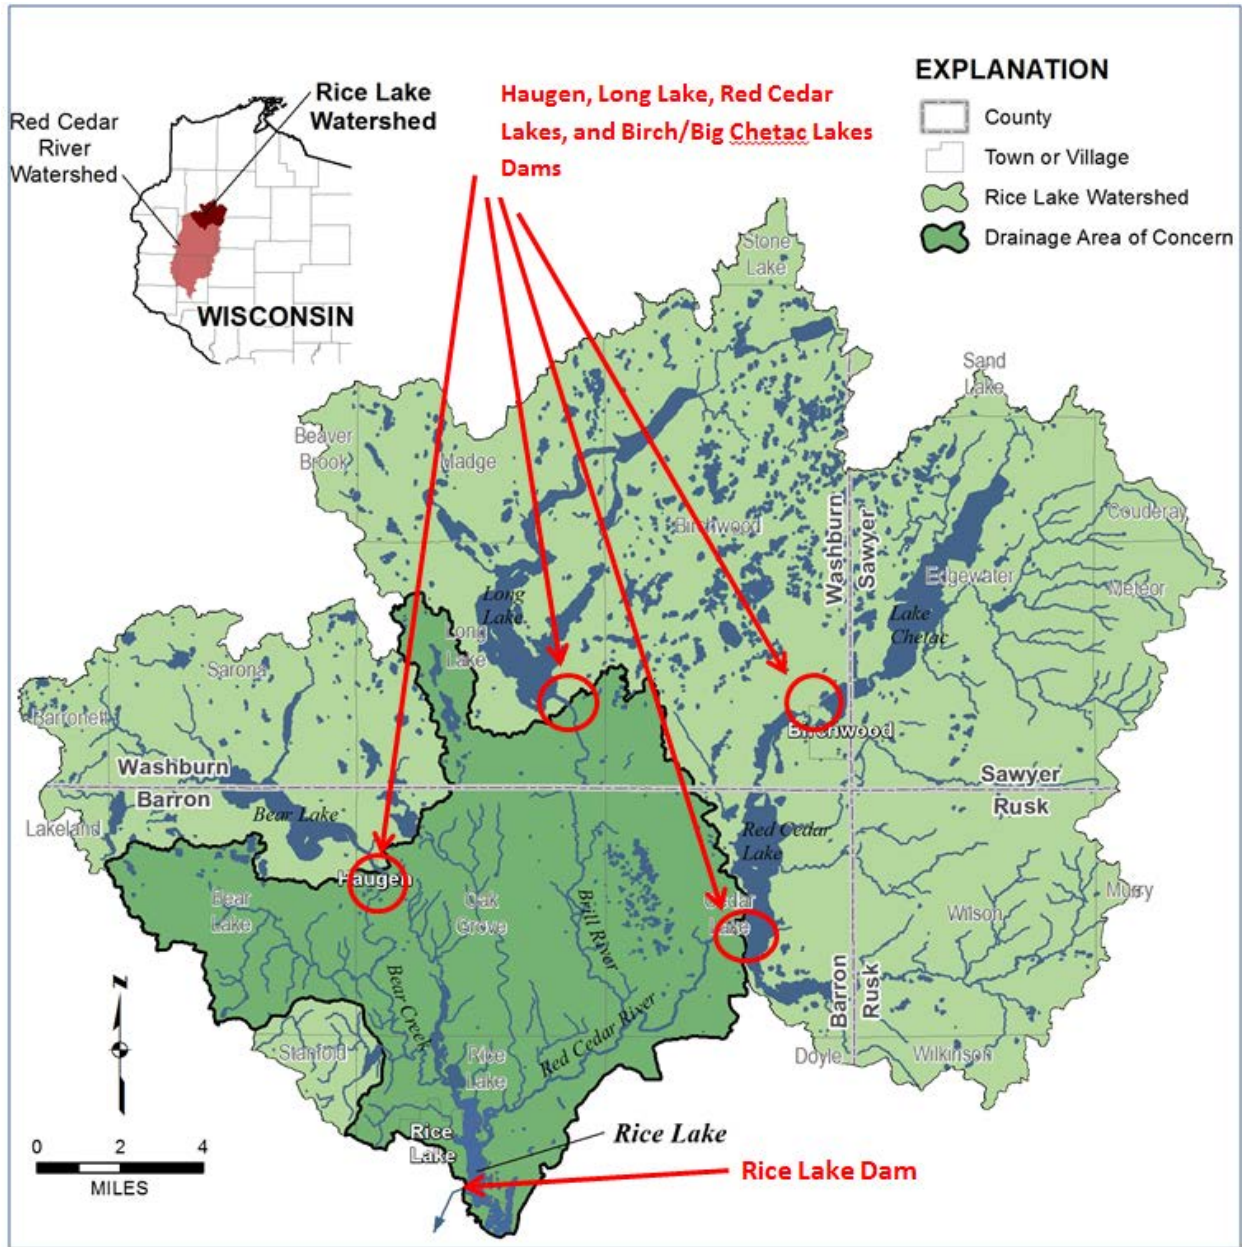 EXPLANATION
County
Town or Village
Rice Lake Watershed
Drainage Area of Concern
Haugen, Long Lake, Red Cedar
Lakes, and Birch/Big Chetac Lakes
Dams
Rice Lake
Watershed
Red Cedar
River
Watershed
WISCONSIN
Stone
Lake
Sand
Lake
Beaver
Brook
Madge
Birchwood
Washburn
Sawyer
Couderay
Edgewater
Meteor
Long
Lake
Lake
Chetac
Long
Lake
Sarona
Barronett
Birchwood
Washburn
Barron
Sawyer
Rusk
Bear Lake
Lakeland
Red Cedar
Lake
Haugen
Bear
Lake
Oak
Grove
Brill River
Cedar
Lake
Murry
Wilson
Bear Creek
Barron
Rusk
Red Cedar River
Stanfold
Rice
Lake
Doyle
Wilkinson
N
Rice
Lake
Rice Lake
Rice Lake Dam
0 2 4
MILES